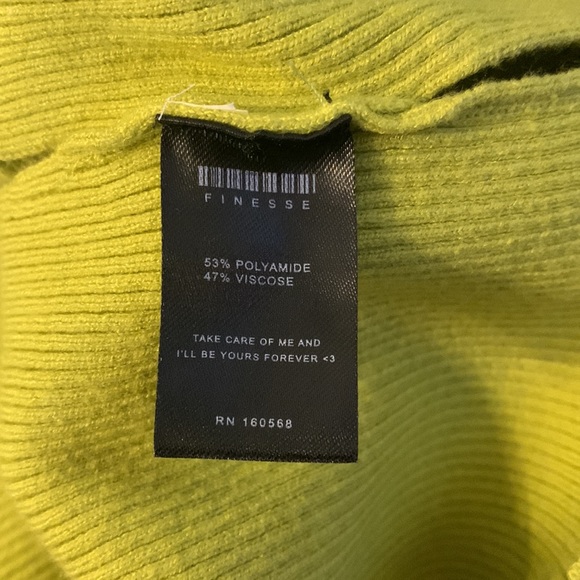 FINESSE
53% POLYAMIDE
47% VISCOSE
TAKE CARE OF ME AND
I'LL BE YOURS FOREVER <3
RN 160568